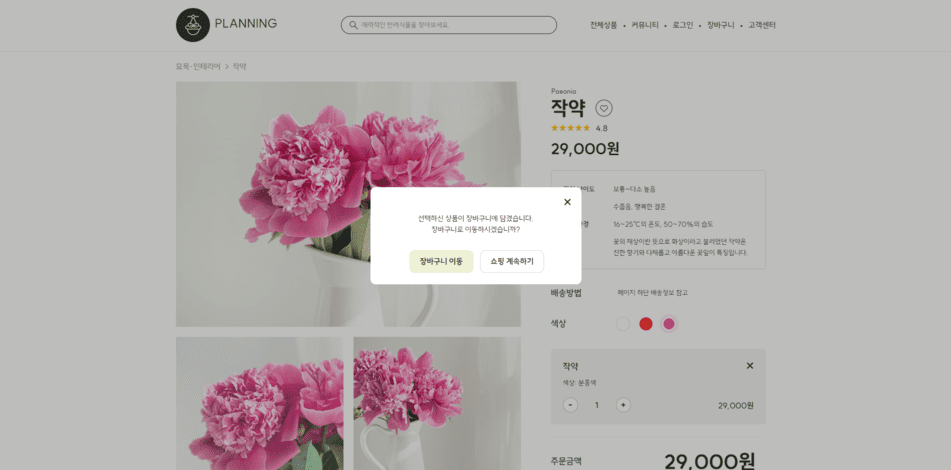 PLANNING
매력적인 반려식물을 찾아보세요.
전체상품 • 커뮤니티 • 로그인 • 장바구니 • 고객센터
요목-인테리어 > 작약
Paeonia
작약
★★★★★ 4.8
29,000원
보통~다소 높음
수줍음, 행복한 결혼
16~25℃의 온도, 50~70%의 습도
꽃의 재상이란 뜻으로 화상이라고 불리었던 작약은
진한 향기와 다채롭고 아름다운 꽃잎이 특징입니다.
선택하신 상품이 장바구니에 담겼습니다.
장바구니로 이동하시겠습니까?
장바구니 이동
쇼핑 계속하기
배송방법 페이지 하단 배송정보 참고
색상
작약
색상: 분홍색
- 1 +
29,000원
주문금액 29,000원